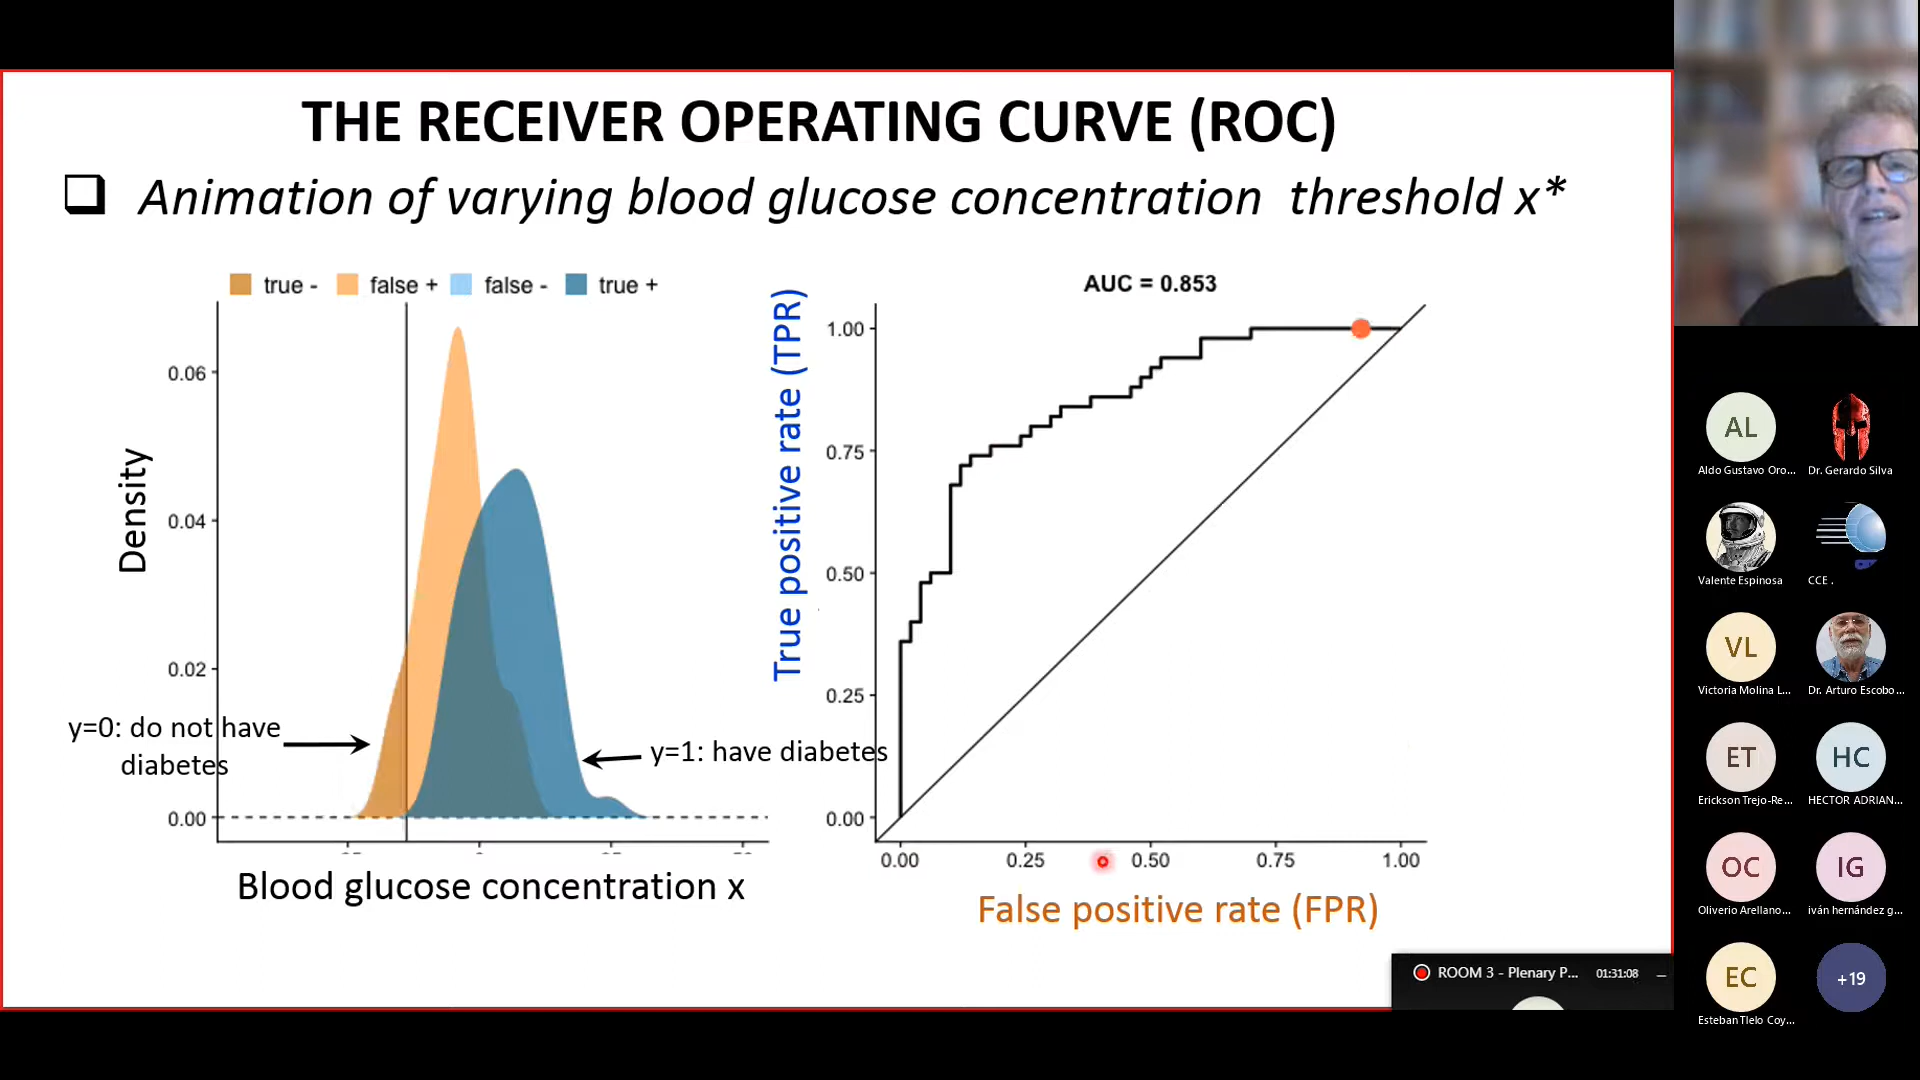 THE RECEIVER OPERATING CURVE (ROC)
❑ Animation of varying blood glucose concentration threshold x*
true - false + false - true +
Density
0.06
0.04
0.02
0.00
y=0: do not have
diabetes
y=1: have diabetes
Blood glucose concentration x
AUC = 0.853
True positive rate (TPR)
1.00
0.75
0.50
0.25
0.00
0.00 0.25 0.50 0.75 1.00
False positive rate (FPR)
ROOM 3 - Plenary P... 01:31:08
AL
Aldo Gustavo Oro... Dr. Gerardo Silva
Valente Espinosa CCE .
VL
Victoria Molina L... Dr. Arturo Escobo...
ET HC
Erickson Trejo-Re... HECTOR ADRIAN...
OC IG
Oliverio Arellano... iván hernández g...
EC +19
Esteban Tlelo Coy...